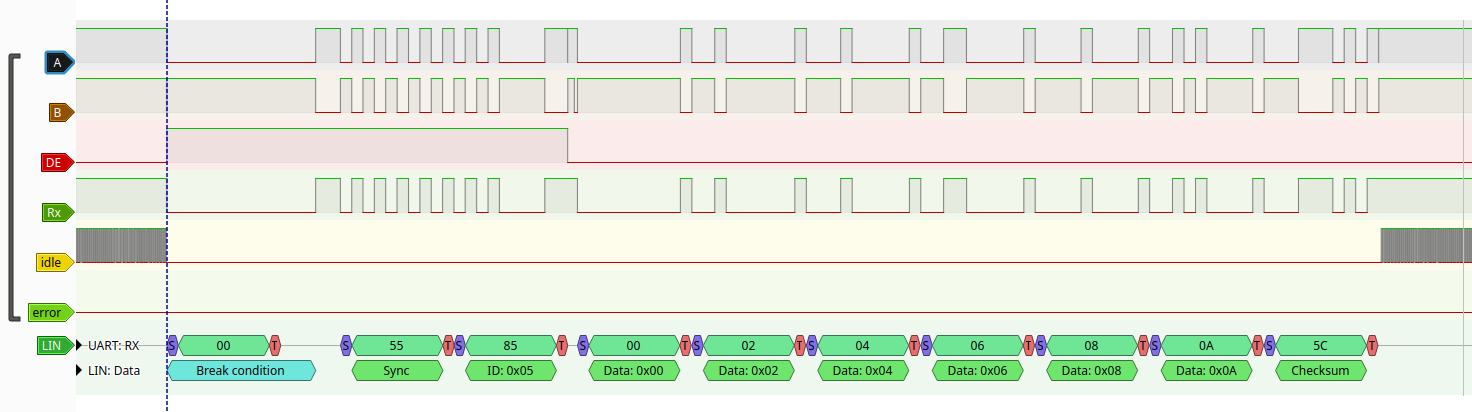 A
B
DE
Rx
idle
error
LIN UART: RX S 00 T S 55 T S 85 T S 00 T S 02 T S 04 T S 06 T S 08 T S 0A T S 5C T
LIN: Data Break condition Sync ID: 0x05 Data: 0x00 Data: 0x02 Data: 0x04 Data: 0x06 Data: 0x08 Data: 0x0A Checksum